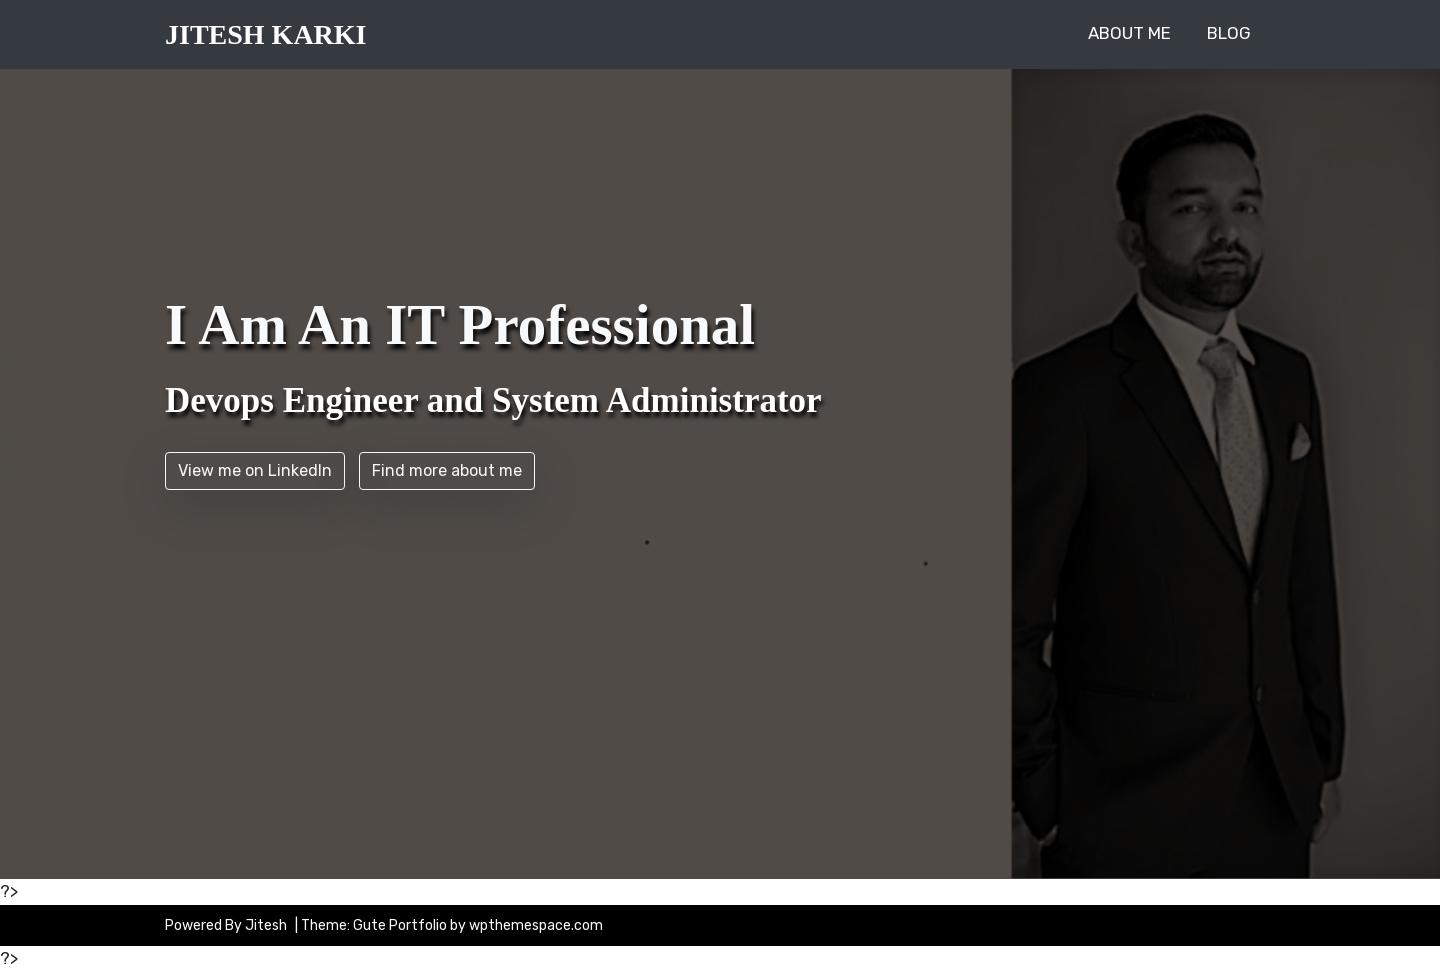 JITESH KARKI
ABOUT ME BLOG
I Am An IT Professional
Devops Engineer and System Administrator
View me on LinkedIn Find more about me
?>
Powered By Jitesh | Theme: Gute Portfolio by wpthemespace.com
?>